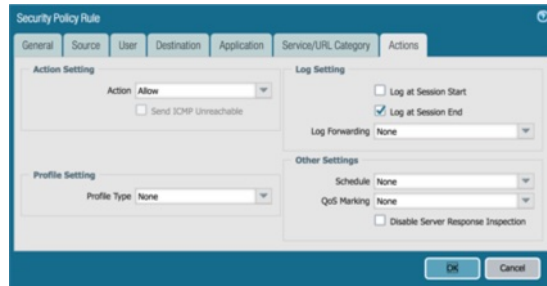 Security Policy Rule
General Source User Destination Application Service/URL Category Actions
Action Setting
Action Allow
Send ICMP Unreachable
Profile Setting
Profile Type None
Log Setting
Log at Session Start
Log at Session End
Log Forwarding None
Other Settings
Schedule None
QoS Marking None
Disable Server Response Inspection
OK Cancel